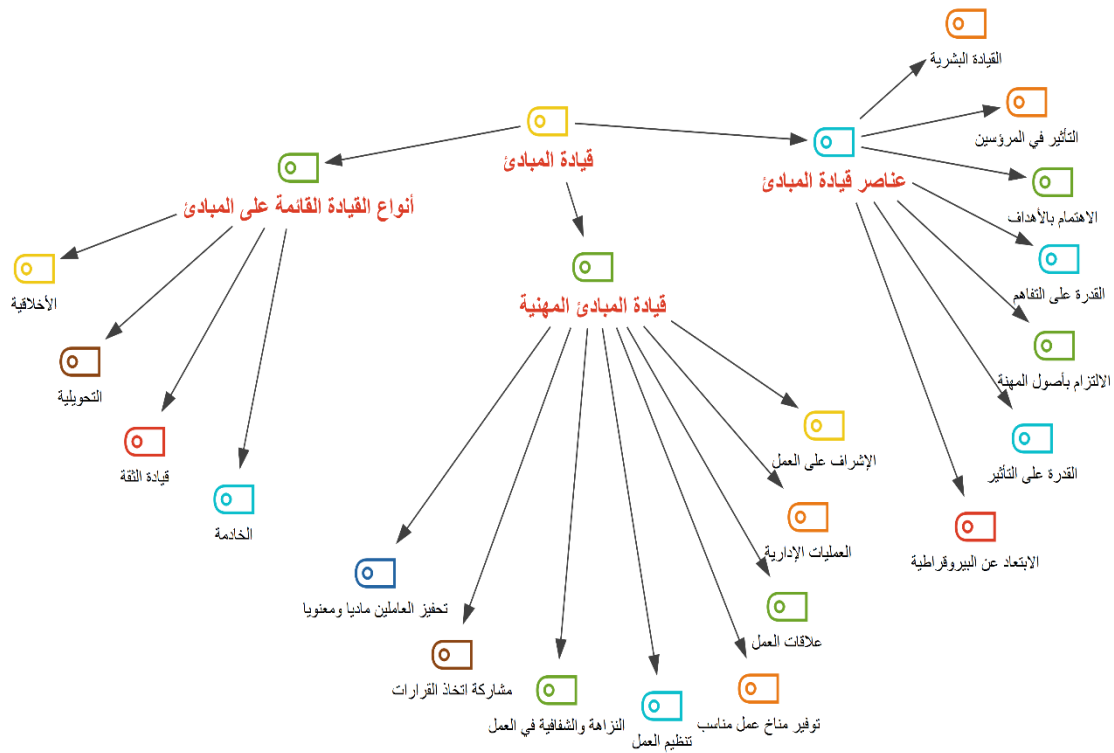 القيادة البشرية
التأثير في المرؤسين
قيادة المبادئ
عناصر قيادة المبادئ
أنواع القيادة القائمة على المبادئ
الاهتمام بالأهداف
القدرة على التفاهم
الأخلاقية
قيادة المبادئ المهنية
الالتزام بأصول المهنة
التحويلية
الإشراف على العمل
القدرة على التأثير
قيادة الثقة
الخادمة
العمليات الإدارية
الابتعاد عن البيروقراطية
تحفيز العاملين ماديا ومعنويا
علاقات العمل
مشاركة اتخاذ القرارات
النزاهة والشفافية في العمل
توفير مناخ عمل مناسب
تنظيم العمل